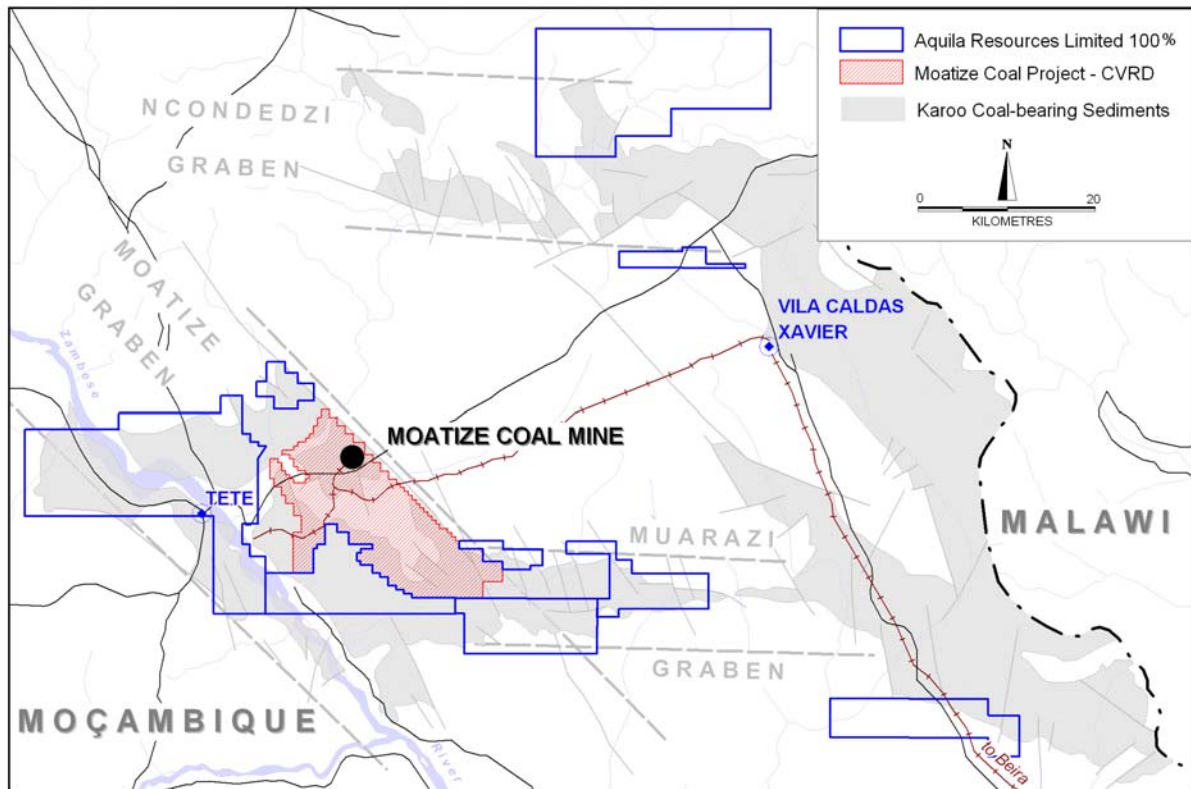 Aquila Resources Limited 100%
Moatize Coal Project - CVRD
Karoo Coal-bearing Sediments
N
0 20
KILOMETRES
NCONDEDZI
GRABEN
MOATIZE
GRABEN
Zambese
VILA CALDAS
XAVIER
MOATIZE COAL MINE
TETE
MALAWI
MUARAZI
GRABEN
MOÇAMBIQUE
River
to Beira